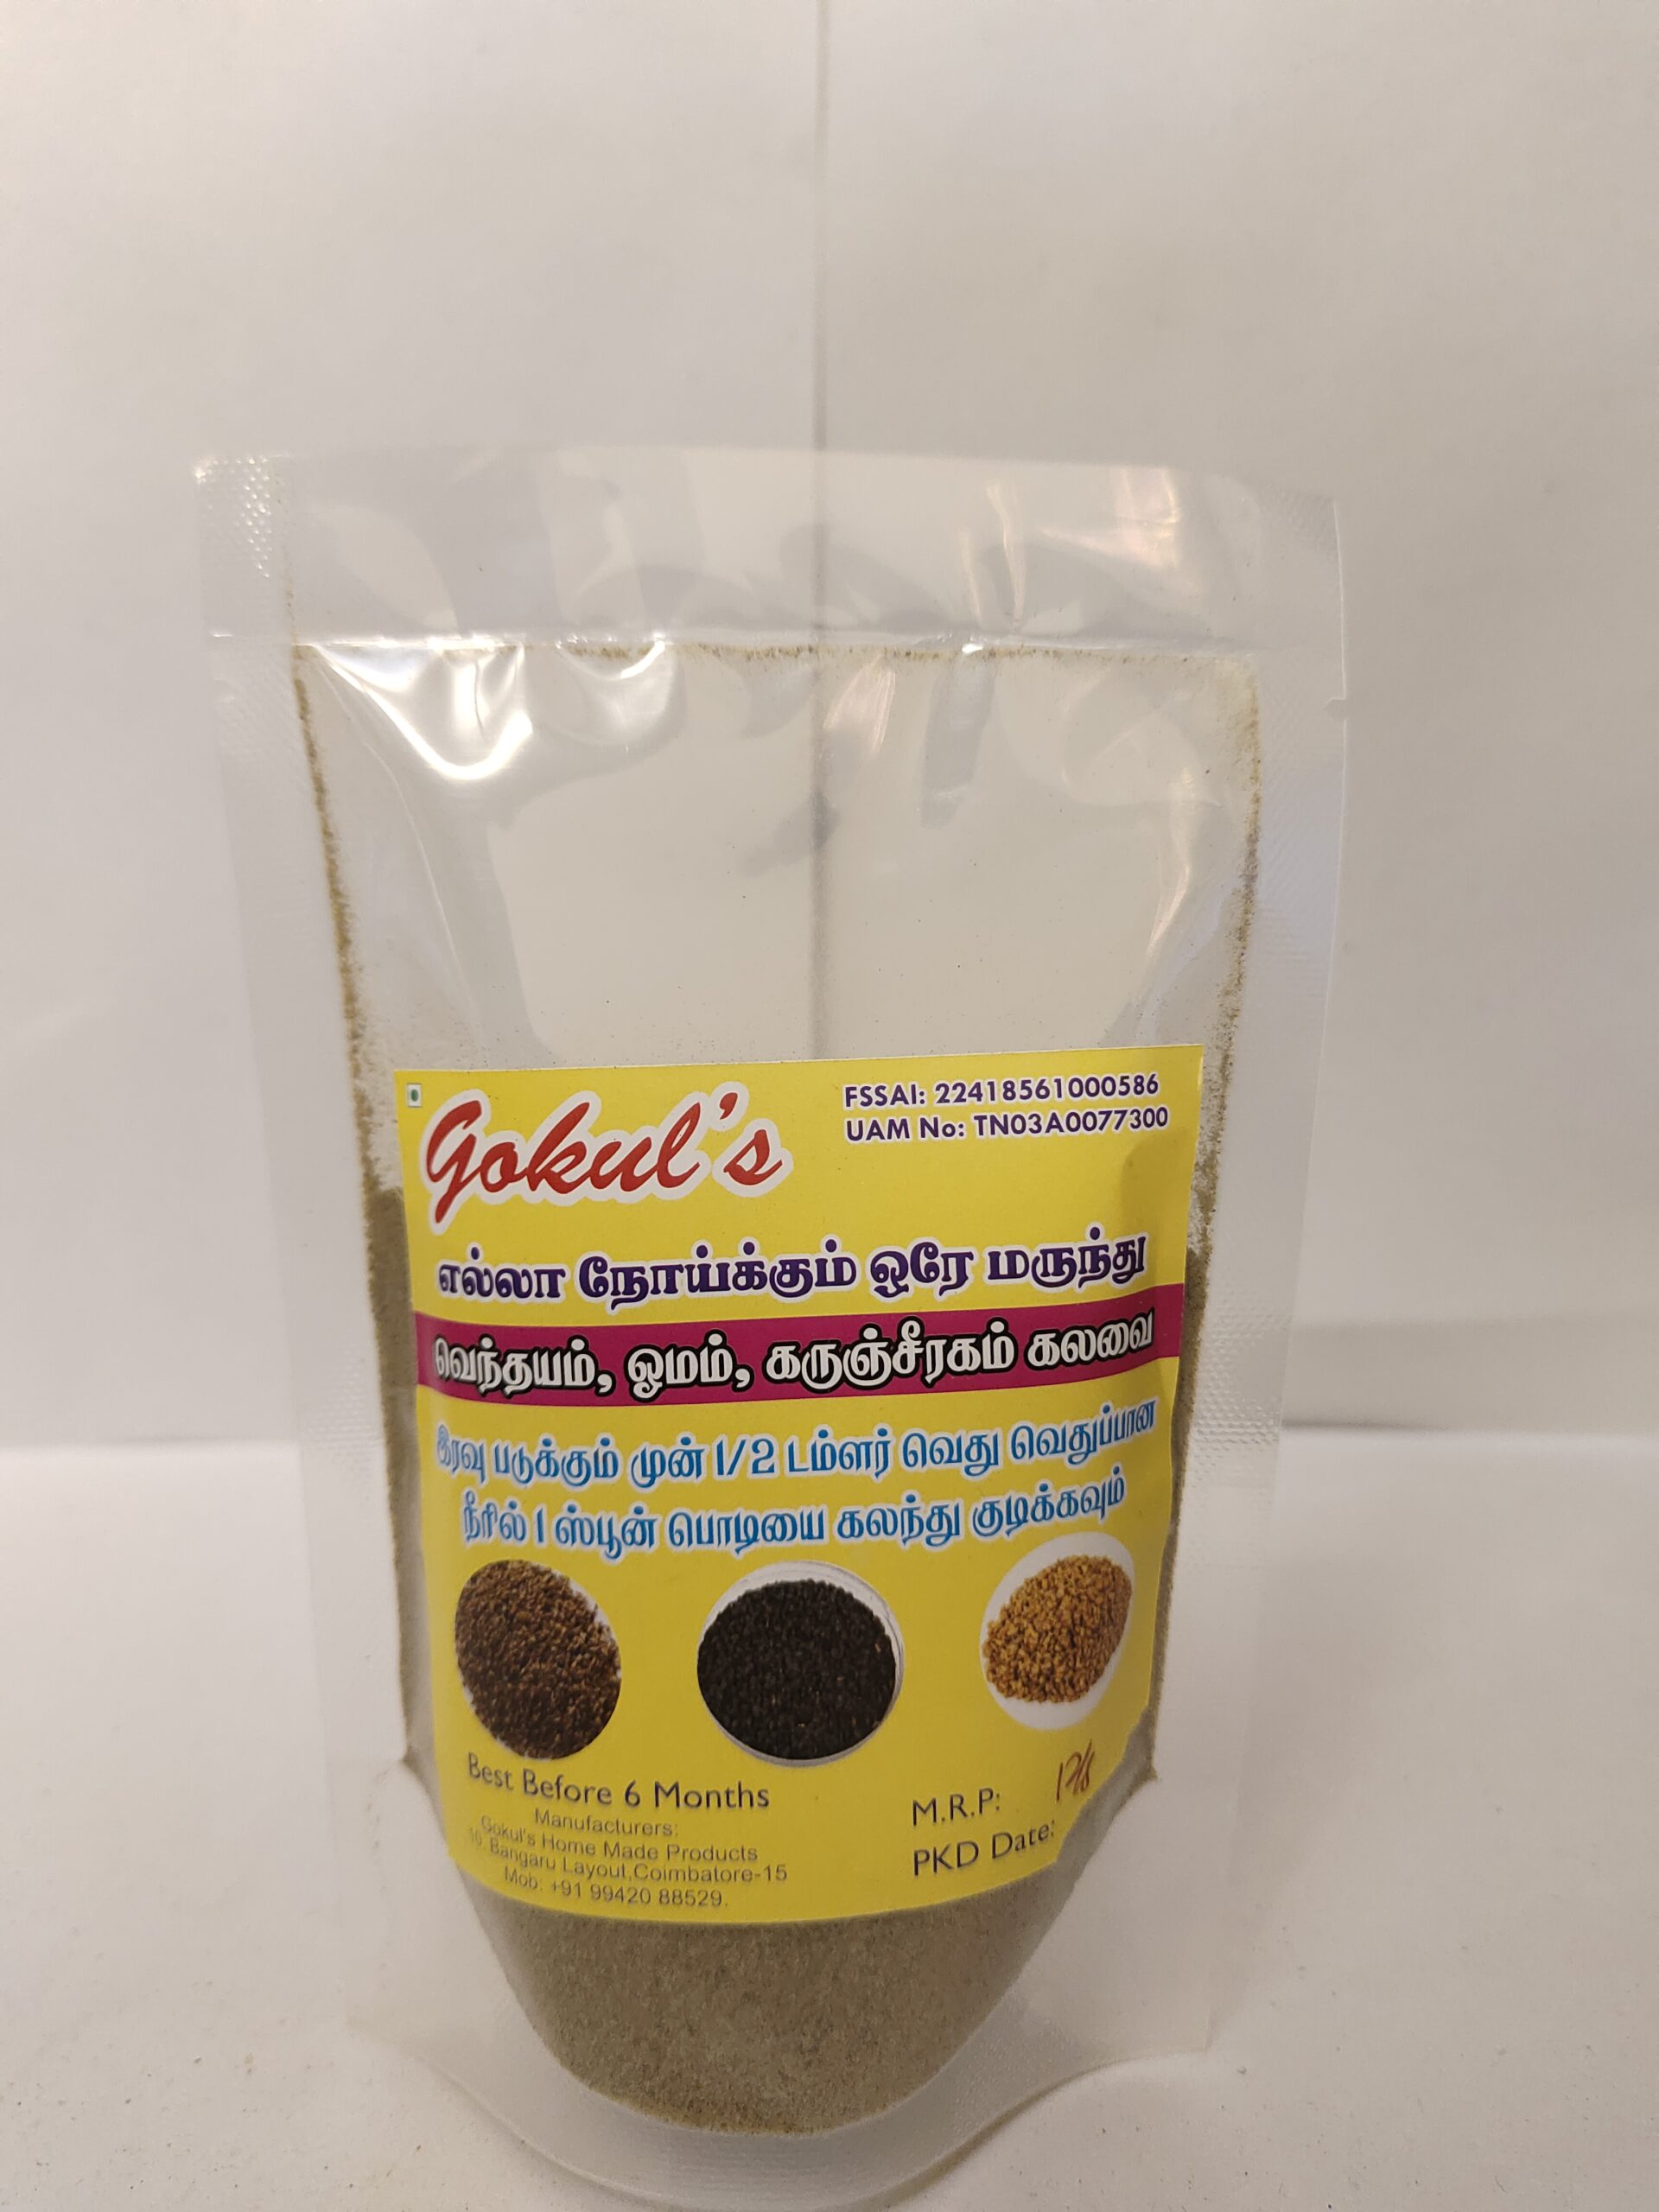 Gokul's
FSSAI: 22418561000586
UAM No: TN03A0077300
எல்லா நோய்க்கும் ஒரே மருந்து
வெந்தயம், ஓமம், கருஞ்சீரகம் கலவை
இரவு படுக்கும் முன் 1/2 டம்ளர் வெது வெதுப்பான
நீரில் 1 ஸ்பூன் பொடியை கலந்து குடிக்கவும்
Best Before 6 Months
Manufacturers:
Gokul's Home Made Products
10, Bangaru Layout,Coimbatore-15
Mob: +91 99420 88529.
M.R.P:
PKD Date: